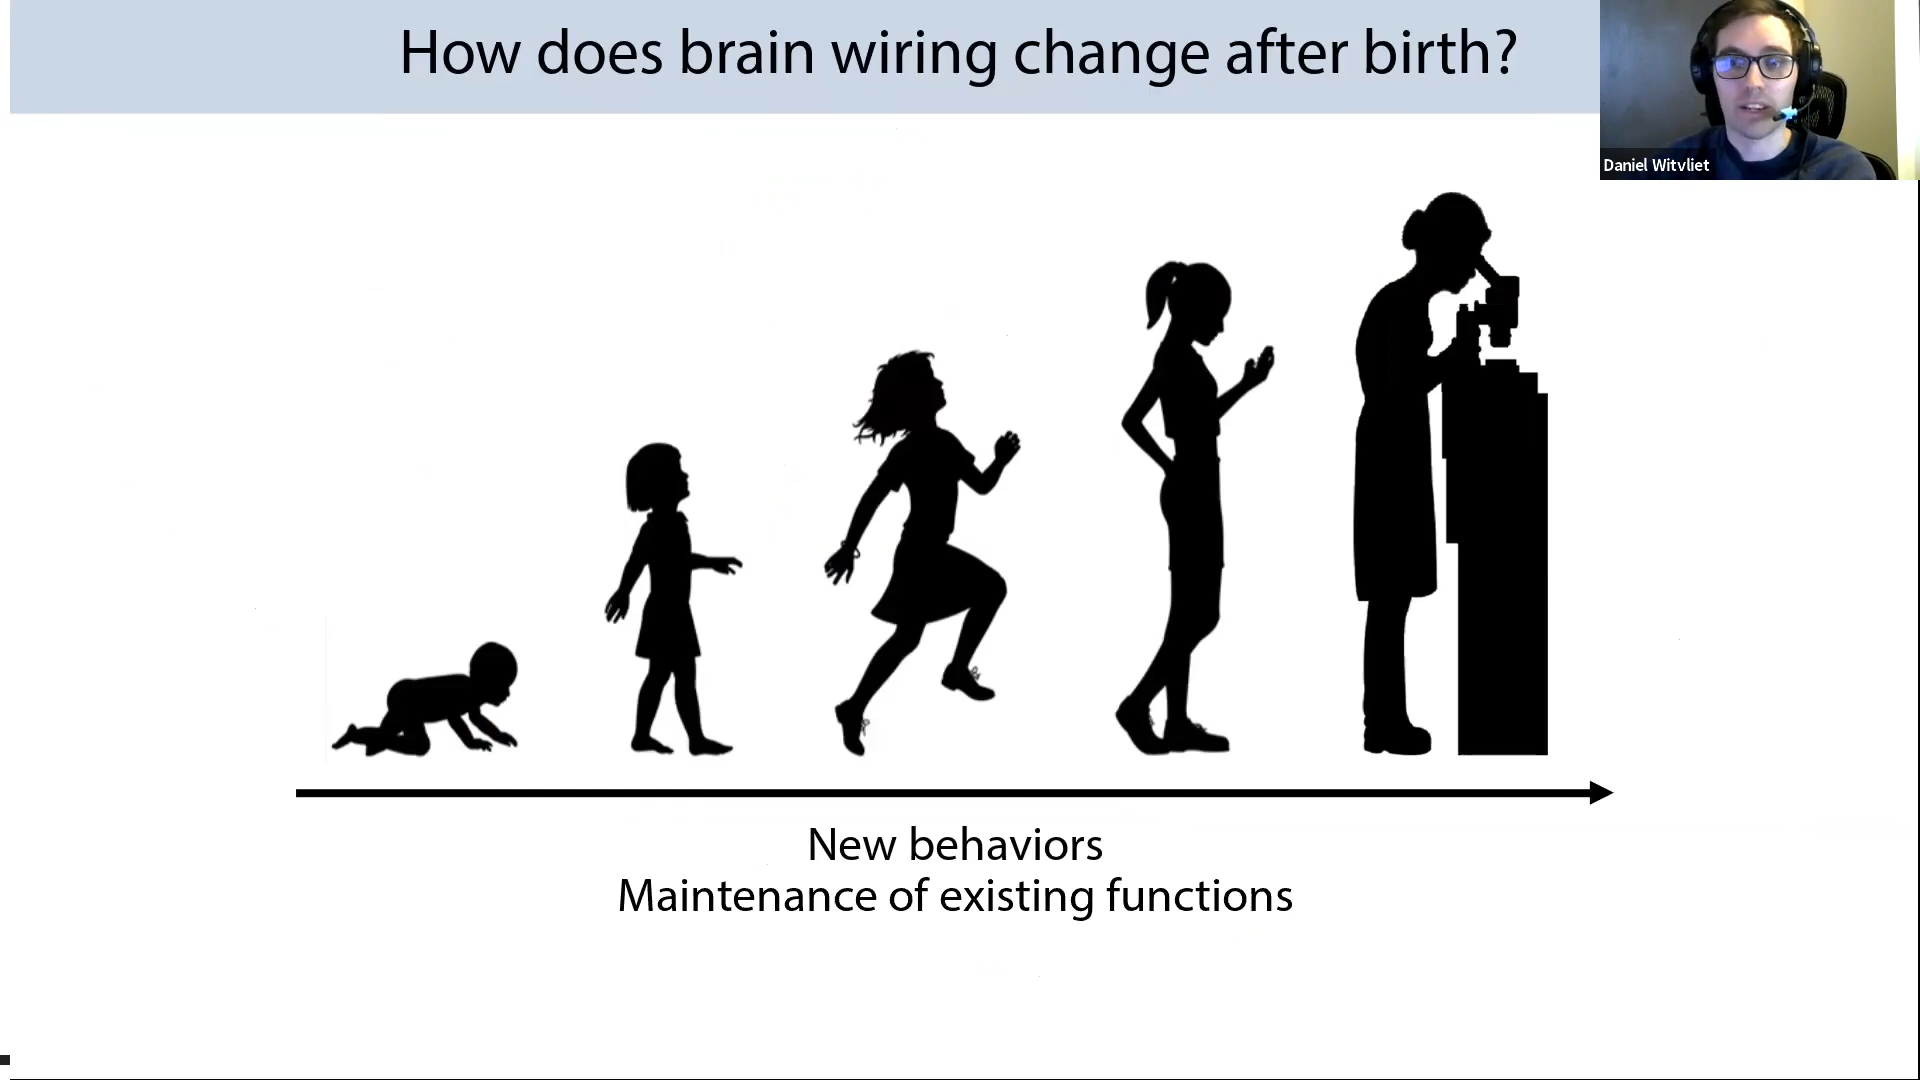 How does brain wiring change after birth?
Daniel Witvliet
New behaviors
Maintenance of existing functions